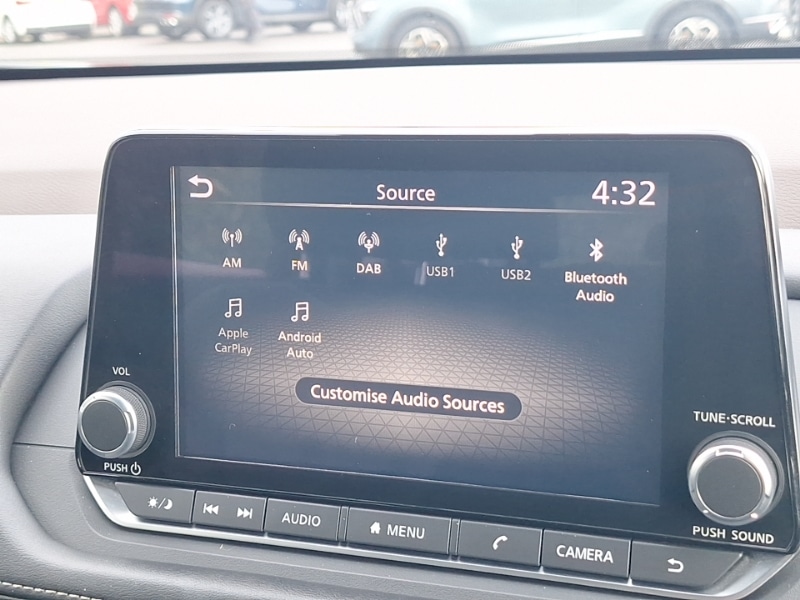 Source
4:32
AM
FM
DAB
USB1
USB2
Bluetooth
Audio
Apple
CarPlay
Android
Auto
Customise Audio Sources
VOL
PUSH
TUNE·SCROLL
PUSH SOUND
AUDIO
MENU
CAMERA